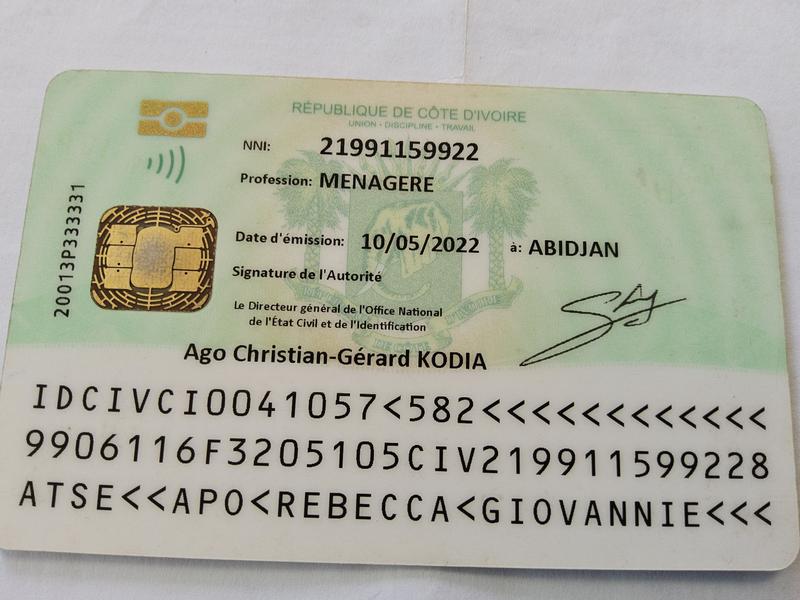 RÉPUBLIQUE DE CÔTE D'IVOIRE
UNION - DISCIPLINE - TRAVAIL
NNI: 21991159922
Profession: MENAGERE
20013P333331
Date d'émission: 10/05/2022 à: ABIDJAN
Signature de l'Autorité
Le Directeur général de l'Office National
de l'État Civil et de l'Identification
Ago Christian-Gérard KODIA
IDCIVCI0041057<582<<<<<<<<<<<<
9906116F3205105CIV219911599228
ATSE<<APO<REBECCA<GIOVANNIE<<<